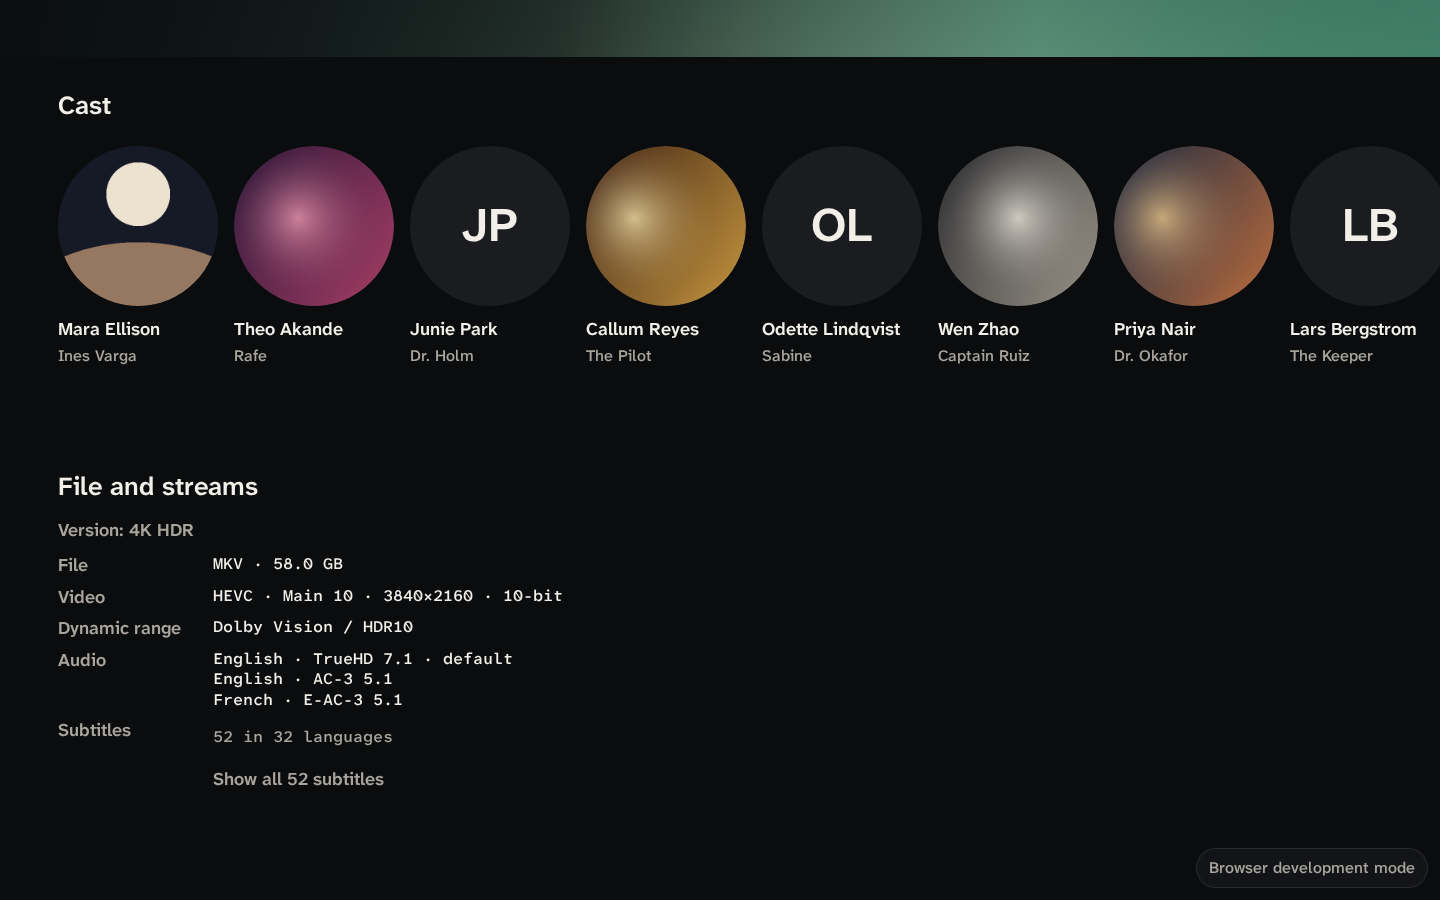 Cast
JP
OL
LB
Mara Ellison
Theo Akande
Junie Park
Callum Reyes
Odette Lindqvist
Wen Zhao
Priya Nair
Lars Bergstrom
Ines Varga
Rafe
Dr. Holm
The Pilot
Sabine
Captain Ruiz
Dr. Okafor
The Keeper
File and streams
Version: 4K HDR
File MKV · 58.0 GB
Video HEVC · Main 10 · 3840×2160 · 10-bit
Dynamic range Dolby Vision / HDR10
Audio English · TrueHD 7.1 · default
English · AC-3 5.1
French · E-AC-3 5.1
Subtitles 52 in 32 languages
Show all 52 subtitles
Browser development mode